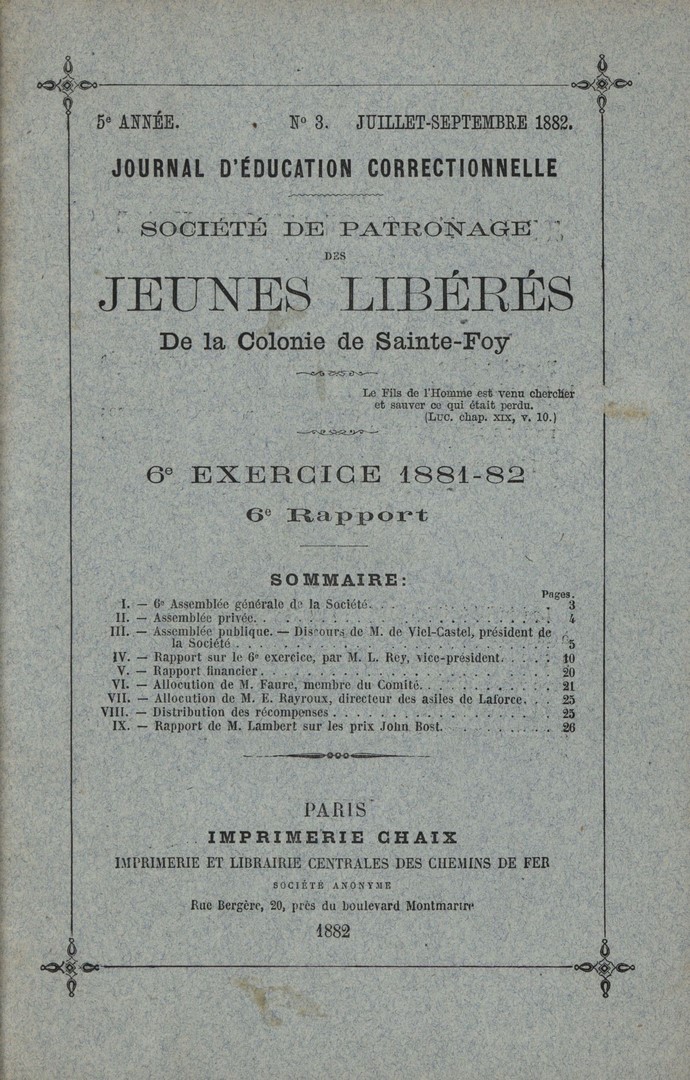 5e ANNÉE. No 3. JUILLET-SEPTEMBRE 1882.
JOURNAL D'ÉDUCATION CORRECTIONNELLE
SOCIÉTÉ DE PATRONAGE
DES
JEUNES LIBÉRÉS
De la Colonie de Sainte-Foy
Le Fils de l'Homme est venu chercher
et sauver ce qui était perdu.
(LUC. chap. XIX, v. 10.)
6e EXERCICE 1881-82
6e Rapport
SOMMAIRE:
Pages.
I. — 6e Assemblée générale de la Société. . . . . . . . . . . 3
II. — Assemblée privée. . . . . . . . . . . . . . . . . . . . 4
III. — Assemblée publique. — Discours de M. de Viel-Castel, président de
la Société . . . . . . . . . . . . . . . . . . . . 5
IV. — Rapport sur le 6e exercice, par M. L. Rey, vice-président. . . . . 10
V. — Rapport financier . . . . . . . . . . . . . . . . . . . 20
VI. — Allocution de M. Faure, membre du Comité. . . . . . . . . . 21
VII. — Allocution de M. E. Rayroux, directeur des asiles de Laforce. . . 25
VIII. — Distribution des récompenses . . . . . . . . . . . . . . 25
IX. — Rapport de M. Lambert sur les prix John Bost. . . . . . . . . 26
PARIS
IMPRIMERIE CHAIX
IMPRIMERIE ET LIBRAIRIE CENTRALES DES CHEMINS DE FER
SOCIÉTÉ ANONYME
Rue Bergère, 20, près du boulevard Montmartre
1882